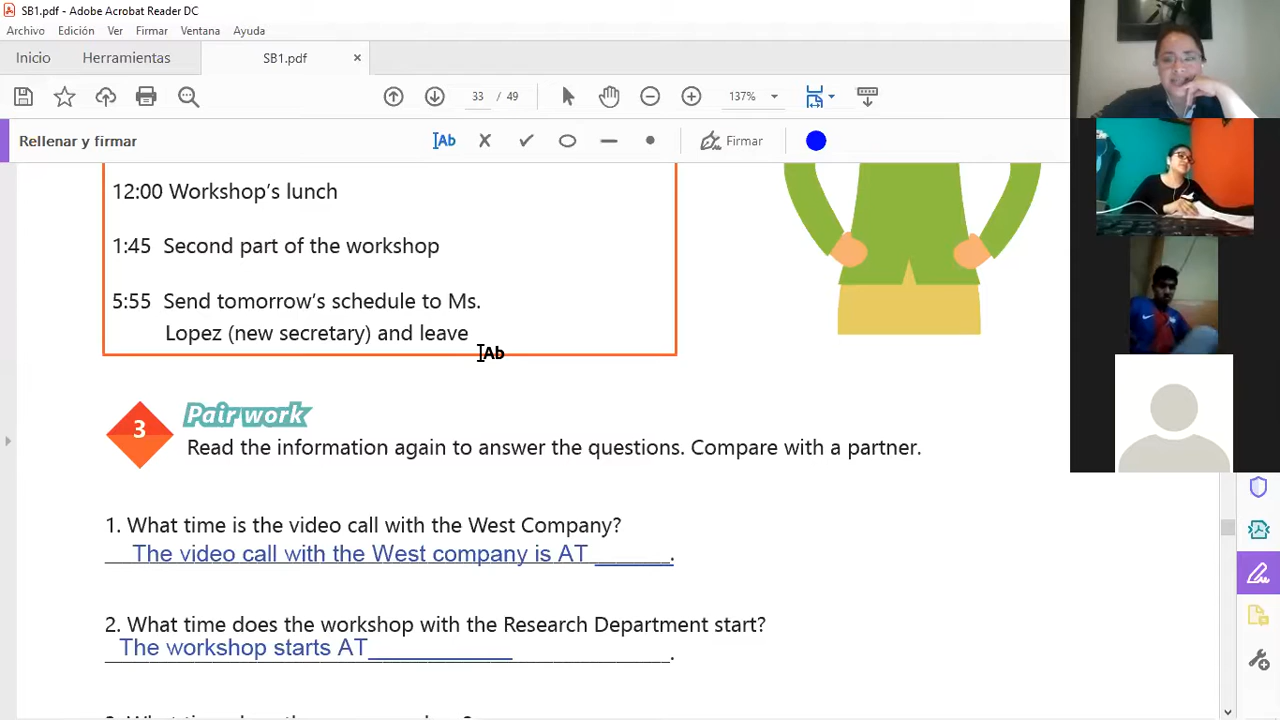 SB1.pdf - Adobe Acrobat Reader DC
Archivo Edición Ver Firmar Ventana Ayuda
Inicio Herramientas SB1.pdf ×
33 / 49 137%
Rellenar y firmar Ab Firmar
12:00 Workshop's lunch
1:45 Second part of the workshop
5:55 Send tomorrow's schedule to Ms.
Lopez (new secretary) and leave
Ab
3 Pair work
Read the information again to answer the questions. Compare with a partner.
1. What time is the video call with the West Company?
The video call with the West company is AT ______.
2. What time does the workshop with the Research Department start?
The workshop starts AT____________.